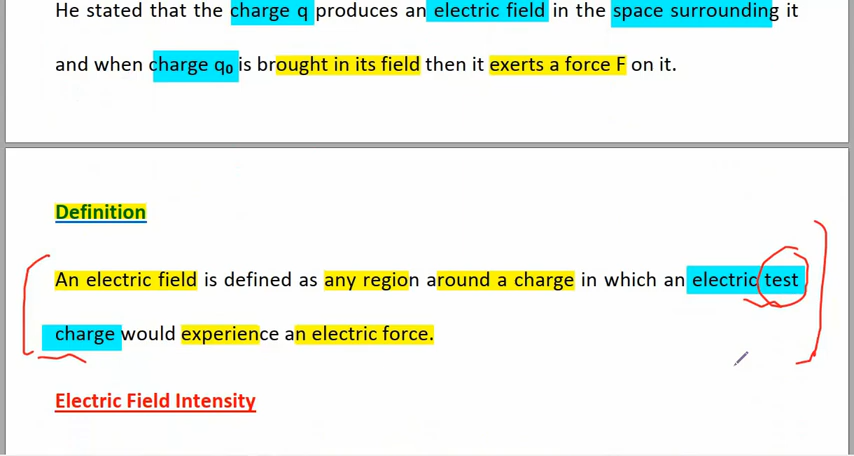 He stated that the charge q produces an electric field in the space surrounding it
and when charge q₀ is brought in its field then it exerts a force F on it.
Definition
An electric field is defined as any region around a charge in which an electric test
charge would experience an electric force.
Electric Field Intensity